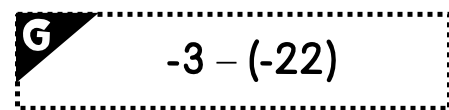 G
-3 – (-22)